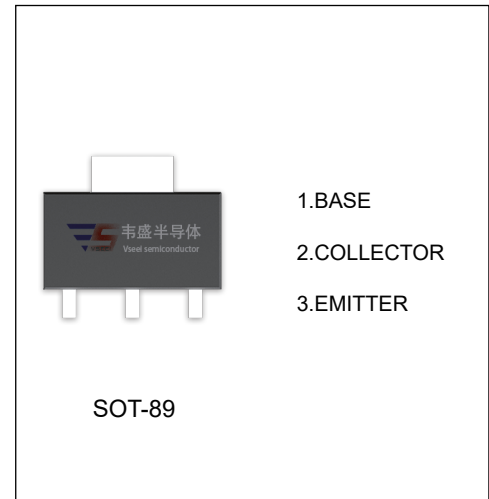 韦盛半导体
Vseel semiconductor
1.BASE
2.COLLECTOR
3.EMITTER
SOT-89